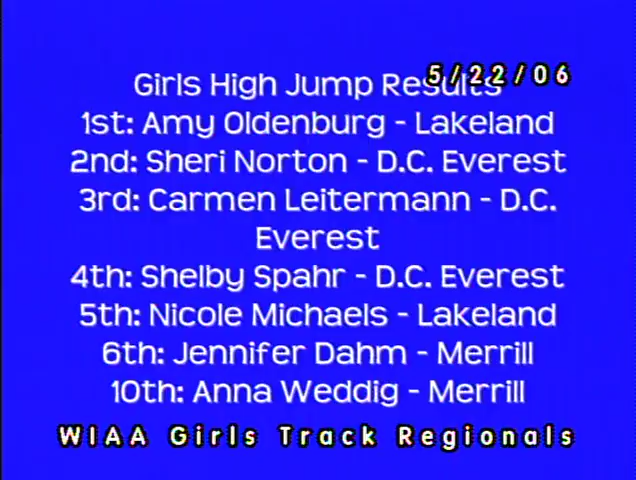 5/22/06
Girls High Jump Results
1st: Amy Oldenburg - Lakeland
2nd: Sheri Norton - D.C. Everest
3rd: Carmen Leitermann - D.C.
Everest
4th: Shelby Spahr - D.C. Everest
5th: Nicole Michaels - Lakeland
6th: Jennifer Dahm - Merrill
10th: Anna Weddig - Merrill
WIAA Girls Track Regionals